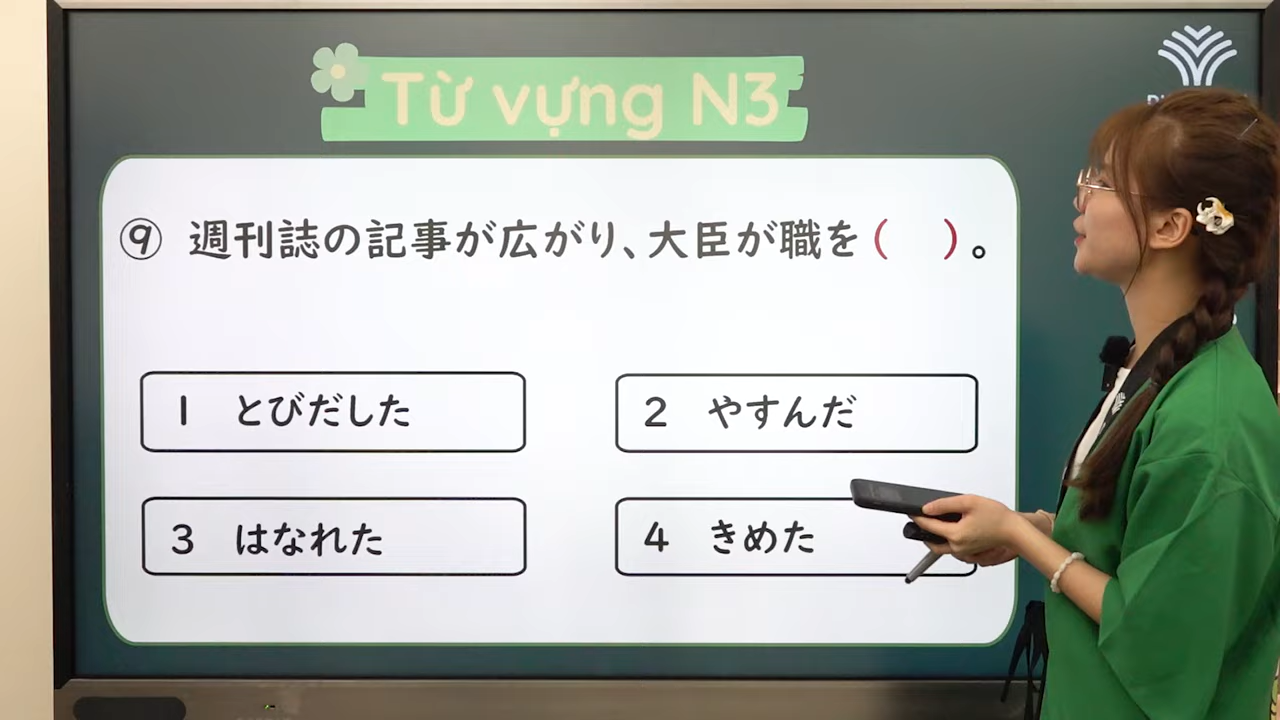 Từ vựng N3
⑨ 週刊誌の記事が広がり、大臣が職を( )。
1 とびだした
2 やすんだ
3 はなれた
4 きめた